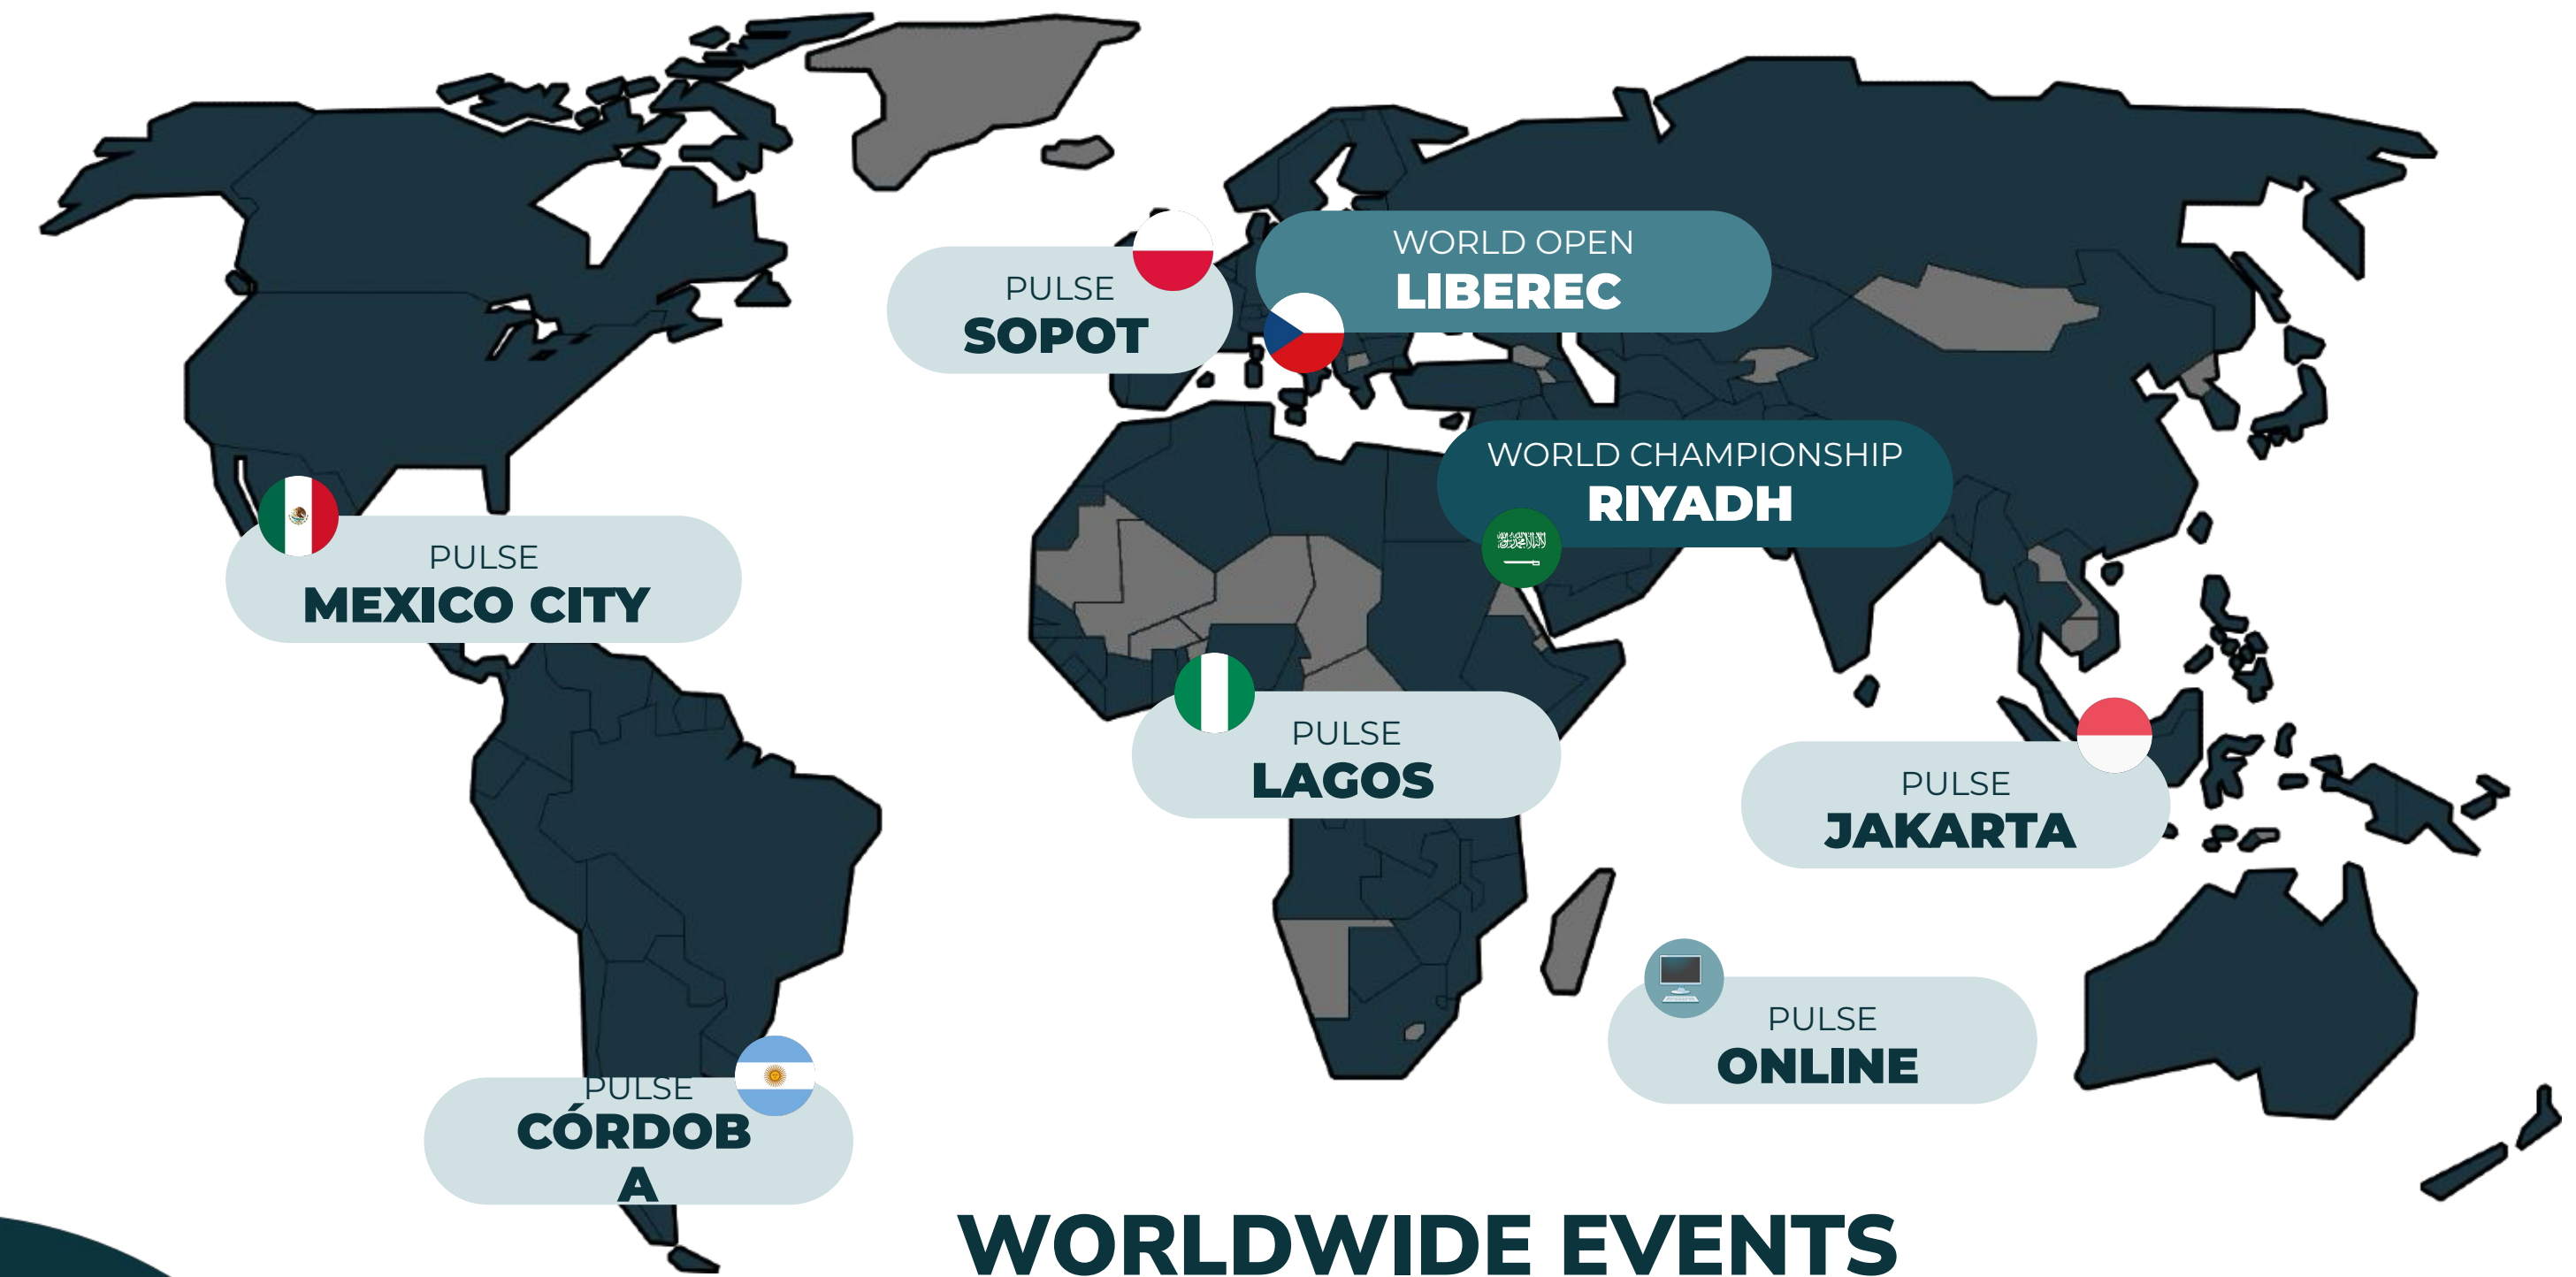 WORLD OPEN
LIBEREC
PULSE
SOPOT
WORLD CHAMPIONSHIP
RIYADH
PULSE
MEXICO CITY
PULSE
LAGOS
PULSE
JAKARTA
PULSE
ONLINE
PULSE
CÓRDOB
A
WORLDWIDE EVENTS